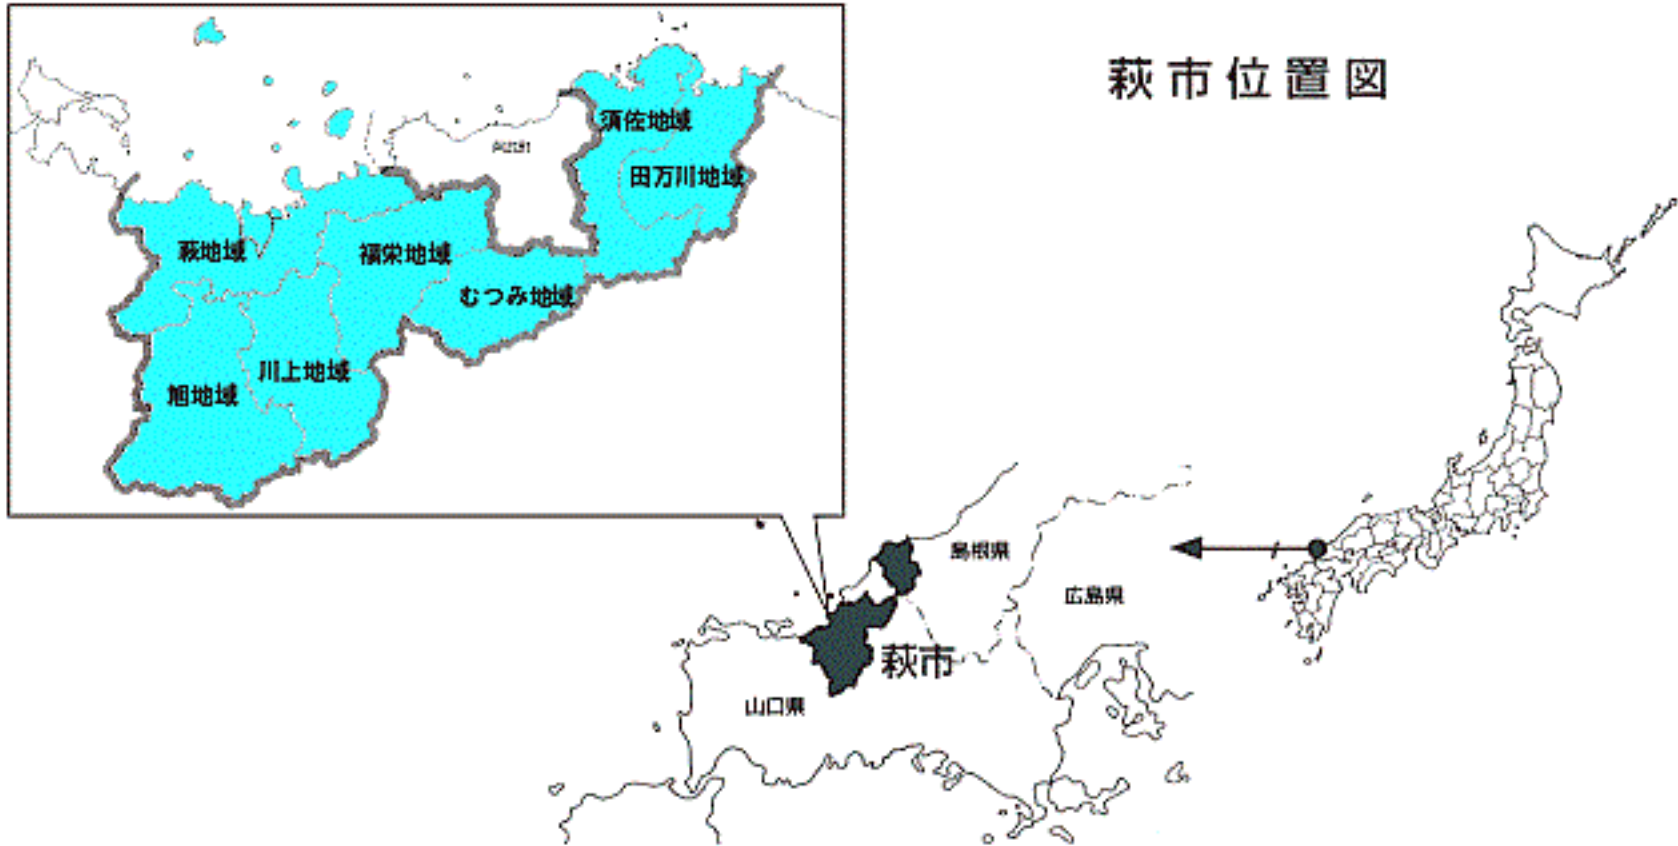 萩市位置図
須佐地域
田万川地域
萩地域
福栄地域
むつみ地域
川上地域
旭地域
島根県
広島県
萩市
山口県